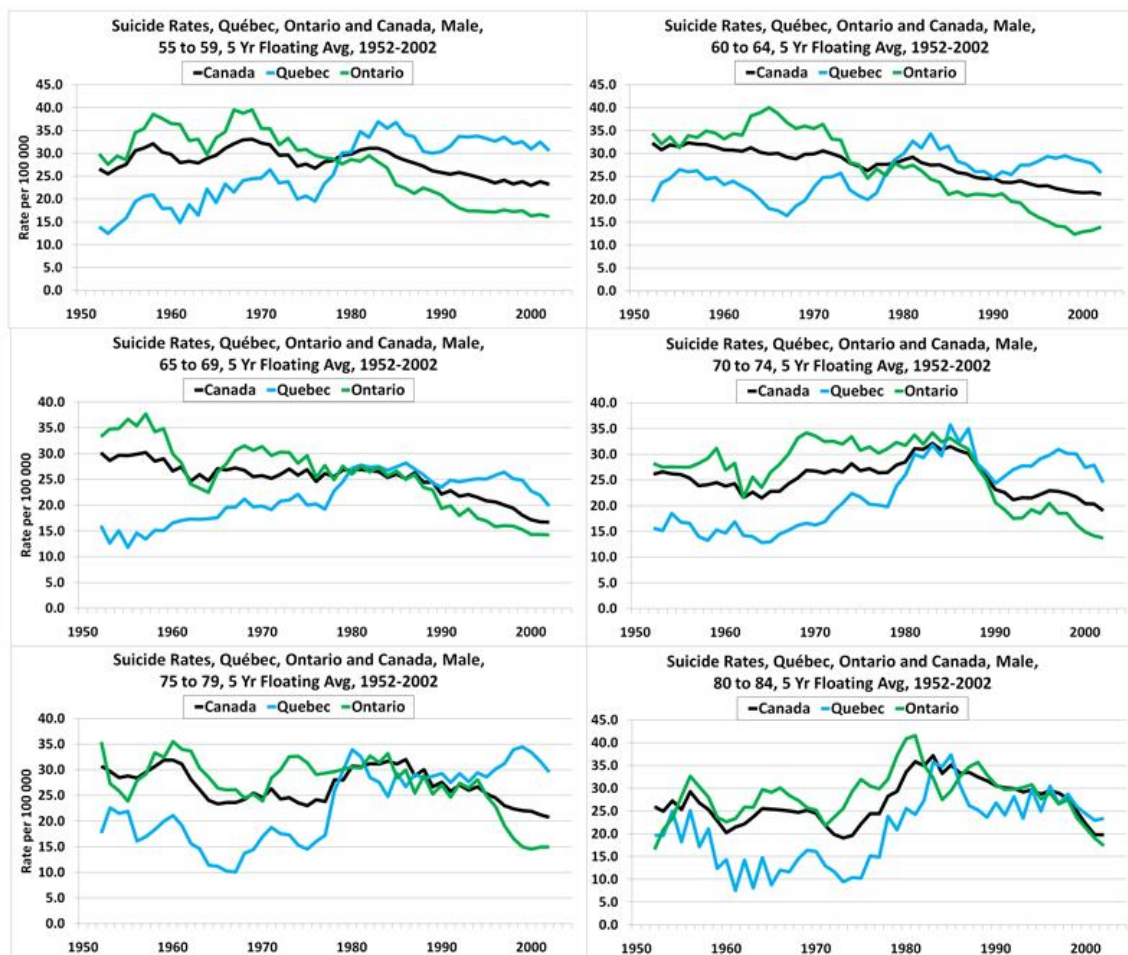 Suicide Rates, Québec, Ontario and Canada, Male,
55 to 59, 5 Yr Floating Avg, 1952-2002
Canada Quebec Ontario
45.0
40.0
35.0
30.0
25.0
20.0
15.0
10.0
5.0
0.0
Rate per 100 000
1950 1960 1970 1980 1990 2000
Suicide Rates, Québec, Ontario and Canada, Male,
60 to 64, 5 Yr Floating Avg, 1952-2002
Canada Quebec Ontario
45.0
40.0
35.0
30.0
25.0
20.0
15.0
10.0
5.0
0.0
1950 1960 1970 1980 1990 2000
Suicide Rates, Québec, Ontario and Canada, Male,
65 to 69, 5 Yr Floating Avg, 1952-2002
Canada Quebec Ontario
40.0
35.0
30.0
25.0
20.0
15.0
10.0
5.0
0.0
Rate per 100 000
1950 1960 1970 1980 1990 2000
Suicide Rates, Québec, Ontario and Canada, Male,
70 to 74, 5 Yr Floating Avg, 1952-2002
Canada Quebec Ontario
40.0
35.0
30.0
25.0
20.0
15.0
10.0
5.0
0.0
1950 1960 1970 1980 1990 2000
Suicide Rates, Québec, Ontario and Canada, Male,
75 to 79, 5 Yr Floating Avg, 1952-2002
Canada Quebec Ontario
40.0
35.0
30.0
25.0
20.0
15.0
10.0
5.0
0.0
Rate per 100 000
1950 1960 1970 1980 1990 2000
Suicide Rates, Québec, Ontario and Canada, Male,
80 to 84, 5 Yr Floating Avg, 1952-2002
Canada Quebec Ontario
45.0
40.0
35.0
30.0
25.0
20.0
15.0
10.0
5.0
0.0
1950 1960 1970 1980 1990 2000